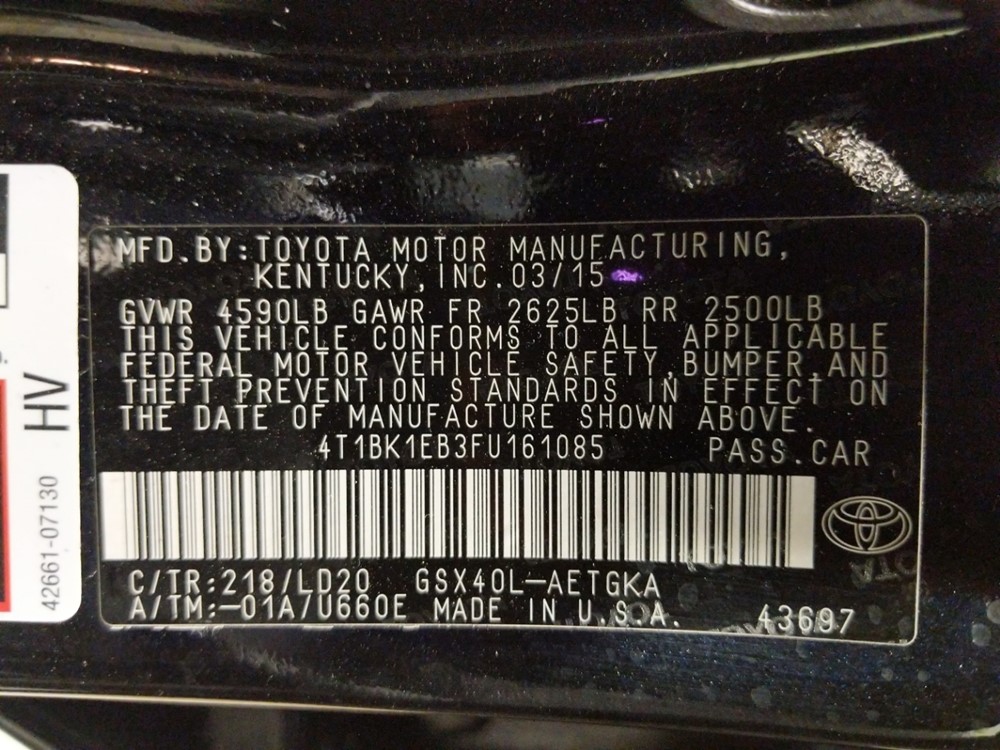 MFD.BY:TOYOTA MOTOR MANUFACTURING,
KENTUCKY,INC.03/15
GVWR 4590LB GAWR FR 2625LB RR 2500LB
THIS VEHICLE CONFORMS TO ALL APPLICABLE
FEDERAL MOTOR VEHICLE SAFETY,BUMPER,AND
THEFT PREVENTION STANDARDS IN EFFECT ON
THE DATE OF MANUFACTURE SHOWN ABOVE.
4T1BK1EB3FU161085 PASS.CAR
C/TR:218/LD20 GSX40L-AETGKA
A/TM:-01A/U660E MADE IN U.S.A. 43697
HV
42661-07130